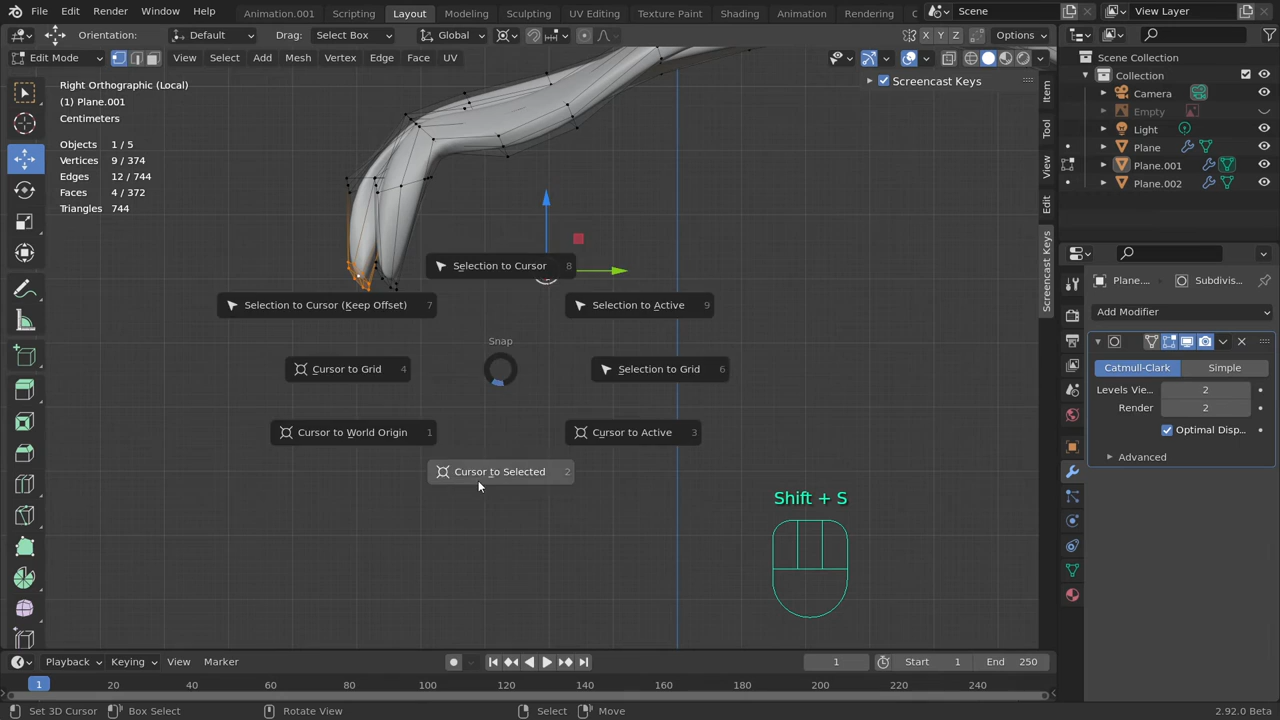 File Edit Render Window Help
Animation.001 Scripting Layout Modeling Sculpting UV Editing Texture Paint Shading Animation Rendering C
Scene
View Layer
Orientation: Default Drag: Select Box Global X Y Z Options
Edit Mode View Select Add Mesh Vertex Edge Face UV
Right Orthographic (Local)
(1) Plane.001
Centimeters
Objects 1 / 5
Vertices 9 / 374
Edges 12 / 744
Faces 4 / 372
Triangles 744
Screencast Keys
Item
Tool
View
Edit
Screencast Keys
Selection to Cursor 8
Selection to Cursor (Keep Offset) 7
Selection to Active 9
Snap
Cursor to Grid 4
Selection to Grid 6
Cursor to World Origin 1
Cursor to Active 3
Cursor to Selected 2
Shift + S
Scene Collection
Collection
Camera
Empty
Light
Plane
Plane.001
Plane.002
Plane.... Subdivis...
Add Modifier
Catmull-Clark Simple
Levels Vie... 2
Render 2
Optimal Disp...
Advanced
Playback Keying View Marker
1 Start 1 End 250
1 20 40 60 80 100 120 140 160 180 200 220 240
Set 3D Cursor Box Select Rotate View Select Move 2.92.0 Beta